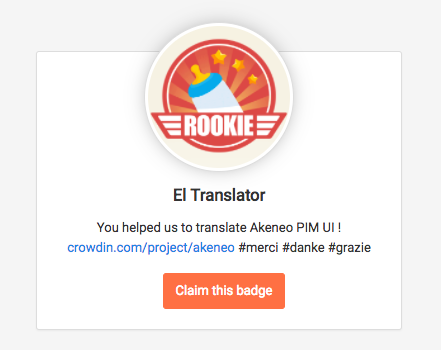 ROOKIE
El Translator
You helped us to translate Akeneo PIM UI !
crowdin.com/project/akeneo #merci #danke #grazie
Claim this badge